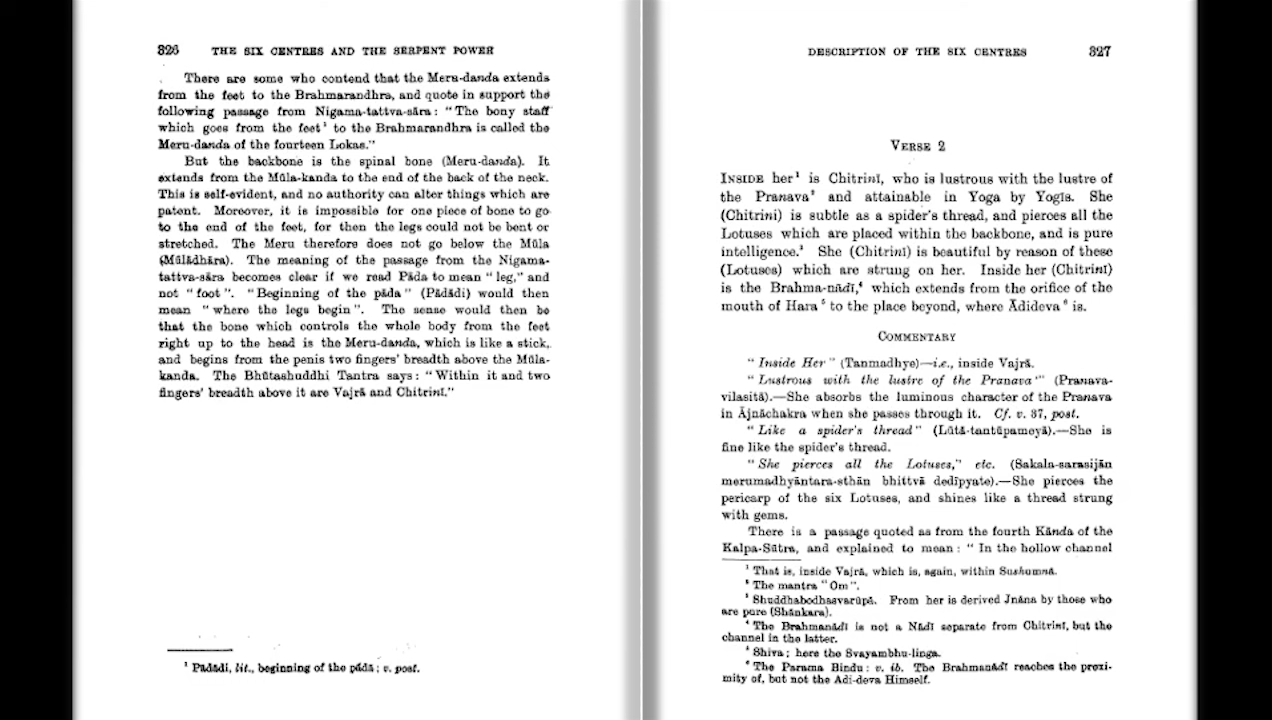 326 THE SIX CENTRES AND THE SERPENT POWER
There are some who contend that the Meru-danda extends
from the feet to the Brahmarandhra, and quote in support the
following passage from Nigama-tattva-sāra : “The bony staff
which goes from the feet¹ to the Brahmarandhra is called the
Meru-danda of the fourteen Lokas.”
But the backbone is the spinal bone (Meru-danda). It
extends from the Mūla-kanda to the end of the back of the neck.
This is self-evident, and no authority can alter things which are
patent. Moreover, it is impossible for one piece of bone to go
to the end of the feet, for then the legs could not be bent or
stretched. The Meru therefore does not go below the Mūla
(Mūlādhāra). The meaning of the passage from the Nigama-
tattva-sāra becomes clear if we read Pāda to mean “leg,” and
not “foot”. “Beginning of the pāda” (Pādādi) would then
mean “where the legs begin”. The sense would then be
that the bone which controls the whole body from the feet
right up to the head is the Meru-danda, which is like a stick,
and begins from the penis two fingers’ breadth above the Mūla-
kanda. The Bhūtashuddhi Tantra says : “Within it and two
fingers’ breadth above it are Vajrā and Chitrinī.”
¹ Pādādi, lit., beginning of the pāda ; v. post.
DESCRIPTION OF THE SIX CENTRES 327
VERSE 2
INSIDE her¹ is Chitrinī, who is lustrous with the lustre of
the Pranava² and attainable in Yoga by Yogīs. She
(Chitrini) is subtle as a spider’s thread, and pierces all the
Lotuses which are placed within the backbone, and is pure
intelligence.³ She (Chitrinī) is beautiful by reason of these
(Lotuses) which are strung on her. Inside her (Chitrinī)
is the Brahma-nādī,⁴ which extends from the orifice of the
mouth of Hara⁵ to the place beyond, where Ādideva⁶ is.
COMMENTARY
“Inside Her” (Tanmadhye)—i.e., inside Vajrā.
“Lustrous with the lustre of the Pranava” (Pranava-
vilasitā).—She absorbs the luminous character of the Pranava
in Ājnāchakra when she passes through it. Cf. v. 37, post.
“Like a spider’s thread” (Lūtā-tantūpameyā).—She is
fine like the spider’s thread.
“She pierces all the Lotuses,” etc. (Sakala-sarasijān
merumadhyāntara-sthān bhittvā dedīpyate).—She pierces the
pericarp of the six Lotuses, and shines like a thread strung
with gems.
There is a passage quoted as from the fourth Kānda of the
Kalpa-Sūtra, and explained to mean : “In the hollow channel
¹ That is, inside Vajrā, which is, again, within Sushumnā.
² The mantra “Om”.
³ Shuddhabodhasvarūpā. From her is derived Jnāna by those who
are pure (Shānkara).
⁴ The Brahmanādī is not a Nādī separate from Chitrinī, but the
channel in the latter.
⁵ Shiva ; here the Svayambhu-linga.
⁶ The Parama Bindu : v. ib. The Brahmanādī reaches the proxi-
mity of, but not the Adi-deva Himself.